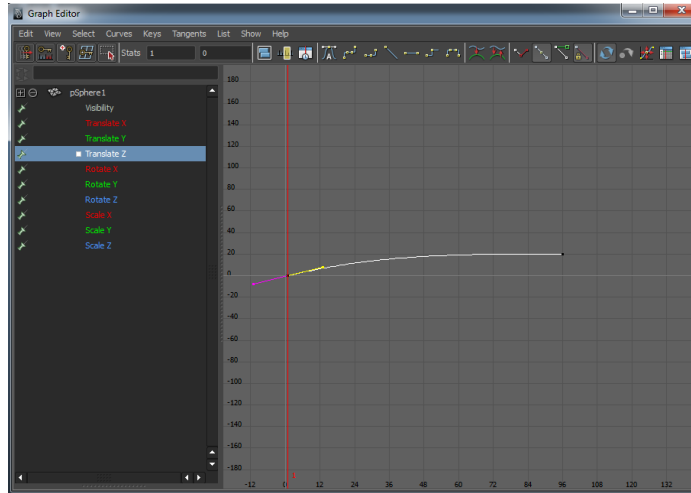 Graph Editor
Edit View Select Curves Keys Tangents List Show Help
Stats 1 0
pSphere1
Visibility
Translate X
Translate Y
Translate Z
Rotate X
Rotate Y
Rotate Z
Scale X
Scale Y
Scale Z
180
160
140
120
100
80
60
40
20
0
-20
-40
-60
-80
-100
-120
-140
-160
-180
1
-12 0 12 24 36 48 60 72 84 96 108 120 132